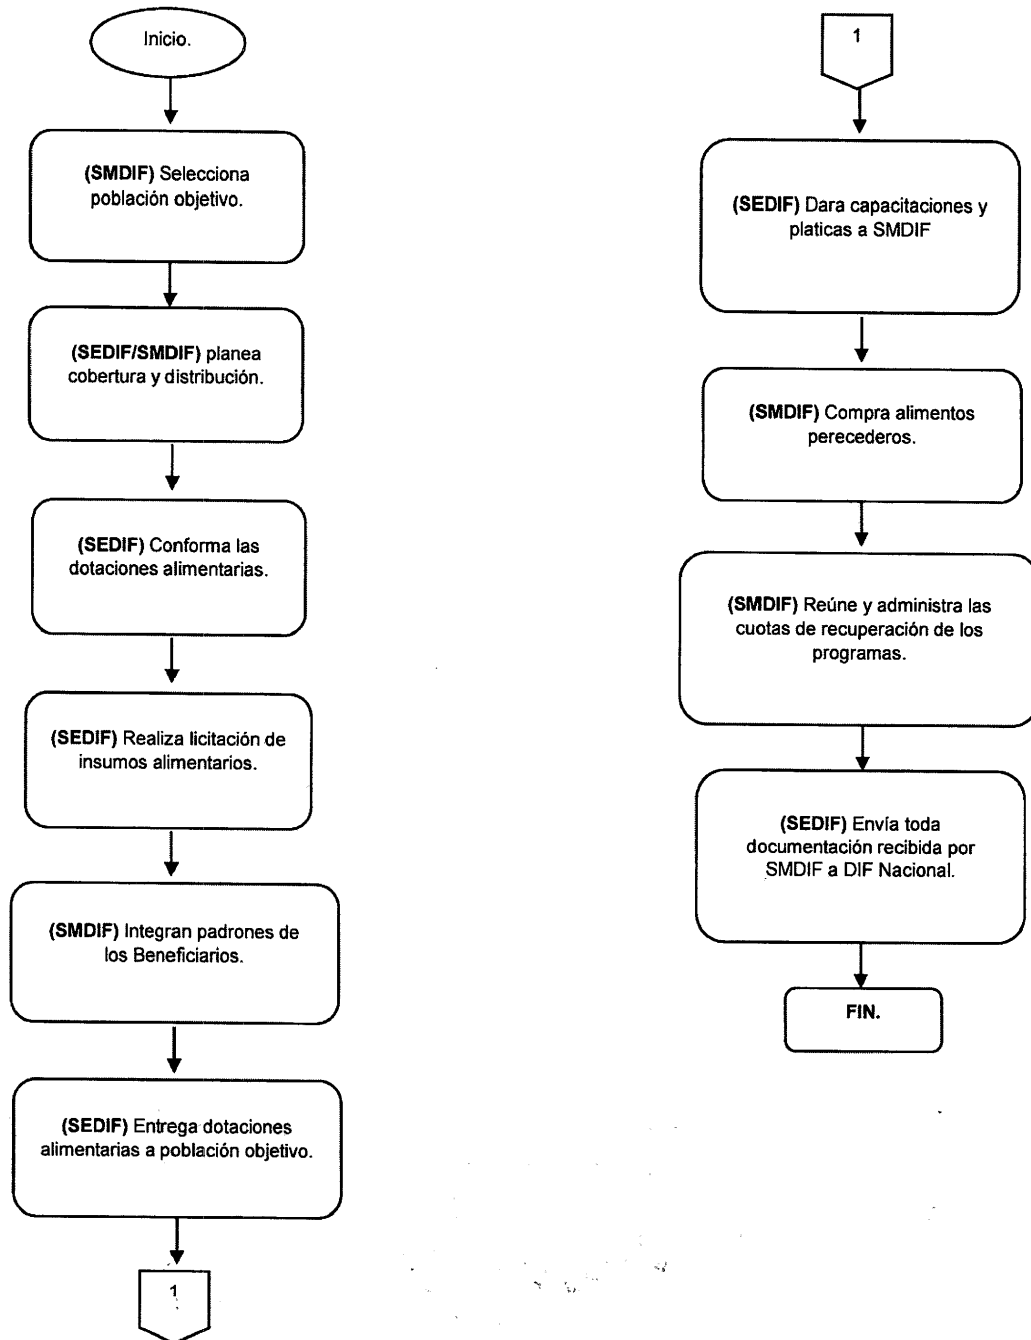 Inicio.
(SMDIF) Selecciona
población objetivo.
(SEDIF/SMDIF) planea
cobertura y distribución.
(SEDIF) Conforma las
dotaciones alimentarias.
(SEDIF) Realiza licitación de
insumos alimentarios.
(SMDIF) Integran padrones de
los Beneficiarios.
(SEDIF) Entrega dotaciones
alimentarias a población objetivo.
1
1
(SEDIF) Dara capacitaciones y
platicas a SMDIF
(SMDIF) Compra alimentos
perecederos.
(SMDIF) Reúne y administra las
cuotas de recuperación de los
programas.
(SEDIF) Envía toda
documentación recibida por
SMDIF a DIF Nacional.
FIN.